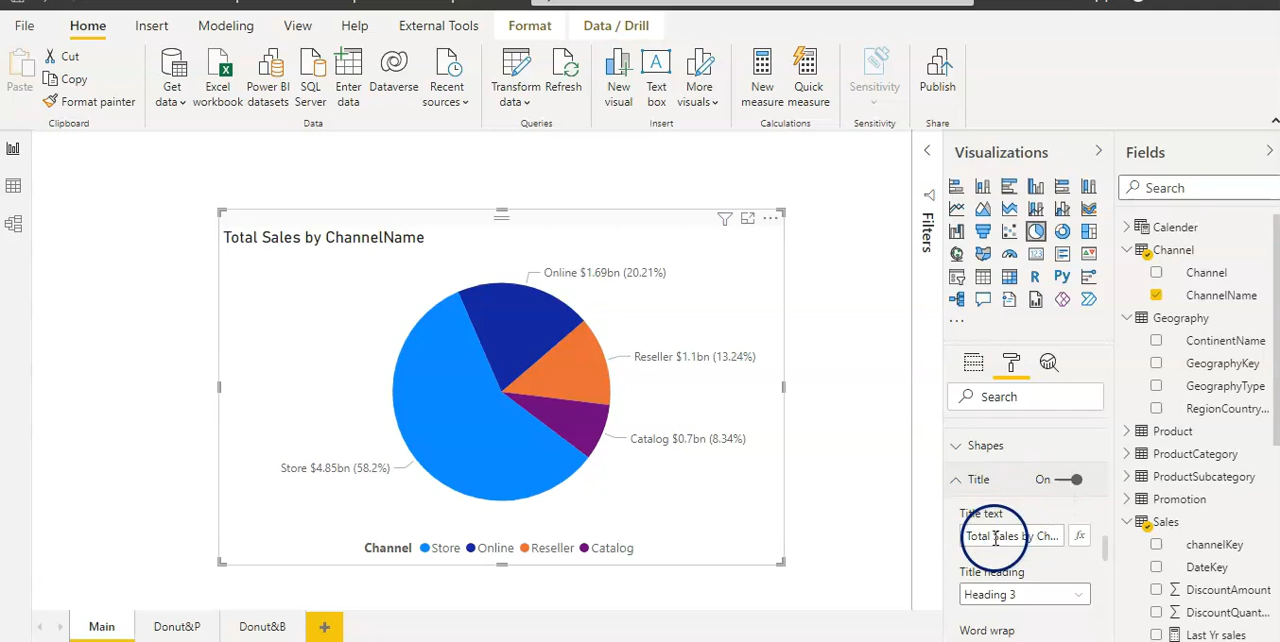 File Home Insert Modeling View Help External Tools Format Data / Drill
Paste
Cut
Copy
Format painter
Get data
Excel workbook
Power BI datasets
SQL Server
Enter data
Dataverse
Recent sources
Transform data
Refresh
New visual
A
Text box
More visuals
New measure
Quick measure
Sensitivity
Publish
Clipboard Data Queries Insert Calculations Sensitivity Share
Total Sales by ChannelName
Online $1.69bn (20.21%)
Reseller $1.1bn (13.24%)
Catalog $0.7bn (8.34%)
Store $4.85bn (58.2%)
Channel Store Online Reseller Catalog
Filters
Visualizations
R Py
...
Search
Shapes
Title On
Title text
Total Sales by Ch... fx
Title heading
Heading 3
Word wrap
Fields
Search
Calender
Channel
Channel
ChannelName
Geography
ContinentName
GeographyKey
GeographyType
RegionCountry...
Product
ProductCategory
ProductSubcategory
Promotion
Sales
channelKey
DateKey
DiscountAmount
DiscountQuant...
Last Yr sales
Main Donut&P Donut&B +